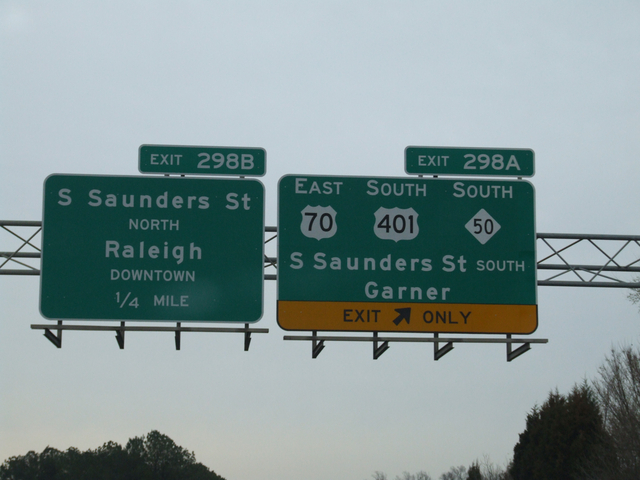 EXIT 298B
S Saunders St
NORTH
Raleigh
DOWNTOWN
1/4 MILE
EXIT 298A
EAST SOUTH SOUTH
70 401 50
S Saunders St SOUTH
Garner
EXIT ONLY